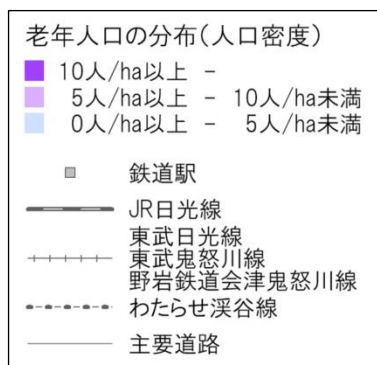 老年人口の分布(人口密度)
10人/ha以上 -
5人/ha以上 - 10人/ha未満
0人/ha以上 - 5人/ha未満
鉄道駅
JR日光線
東武日光線
東武鬼怒川線
野岩鉄道会津鬼怒川線
わたらせ渓谷線
主要道路